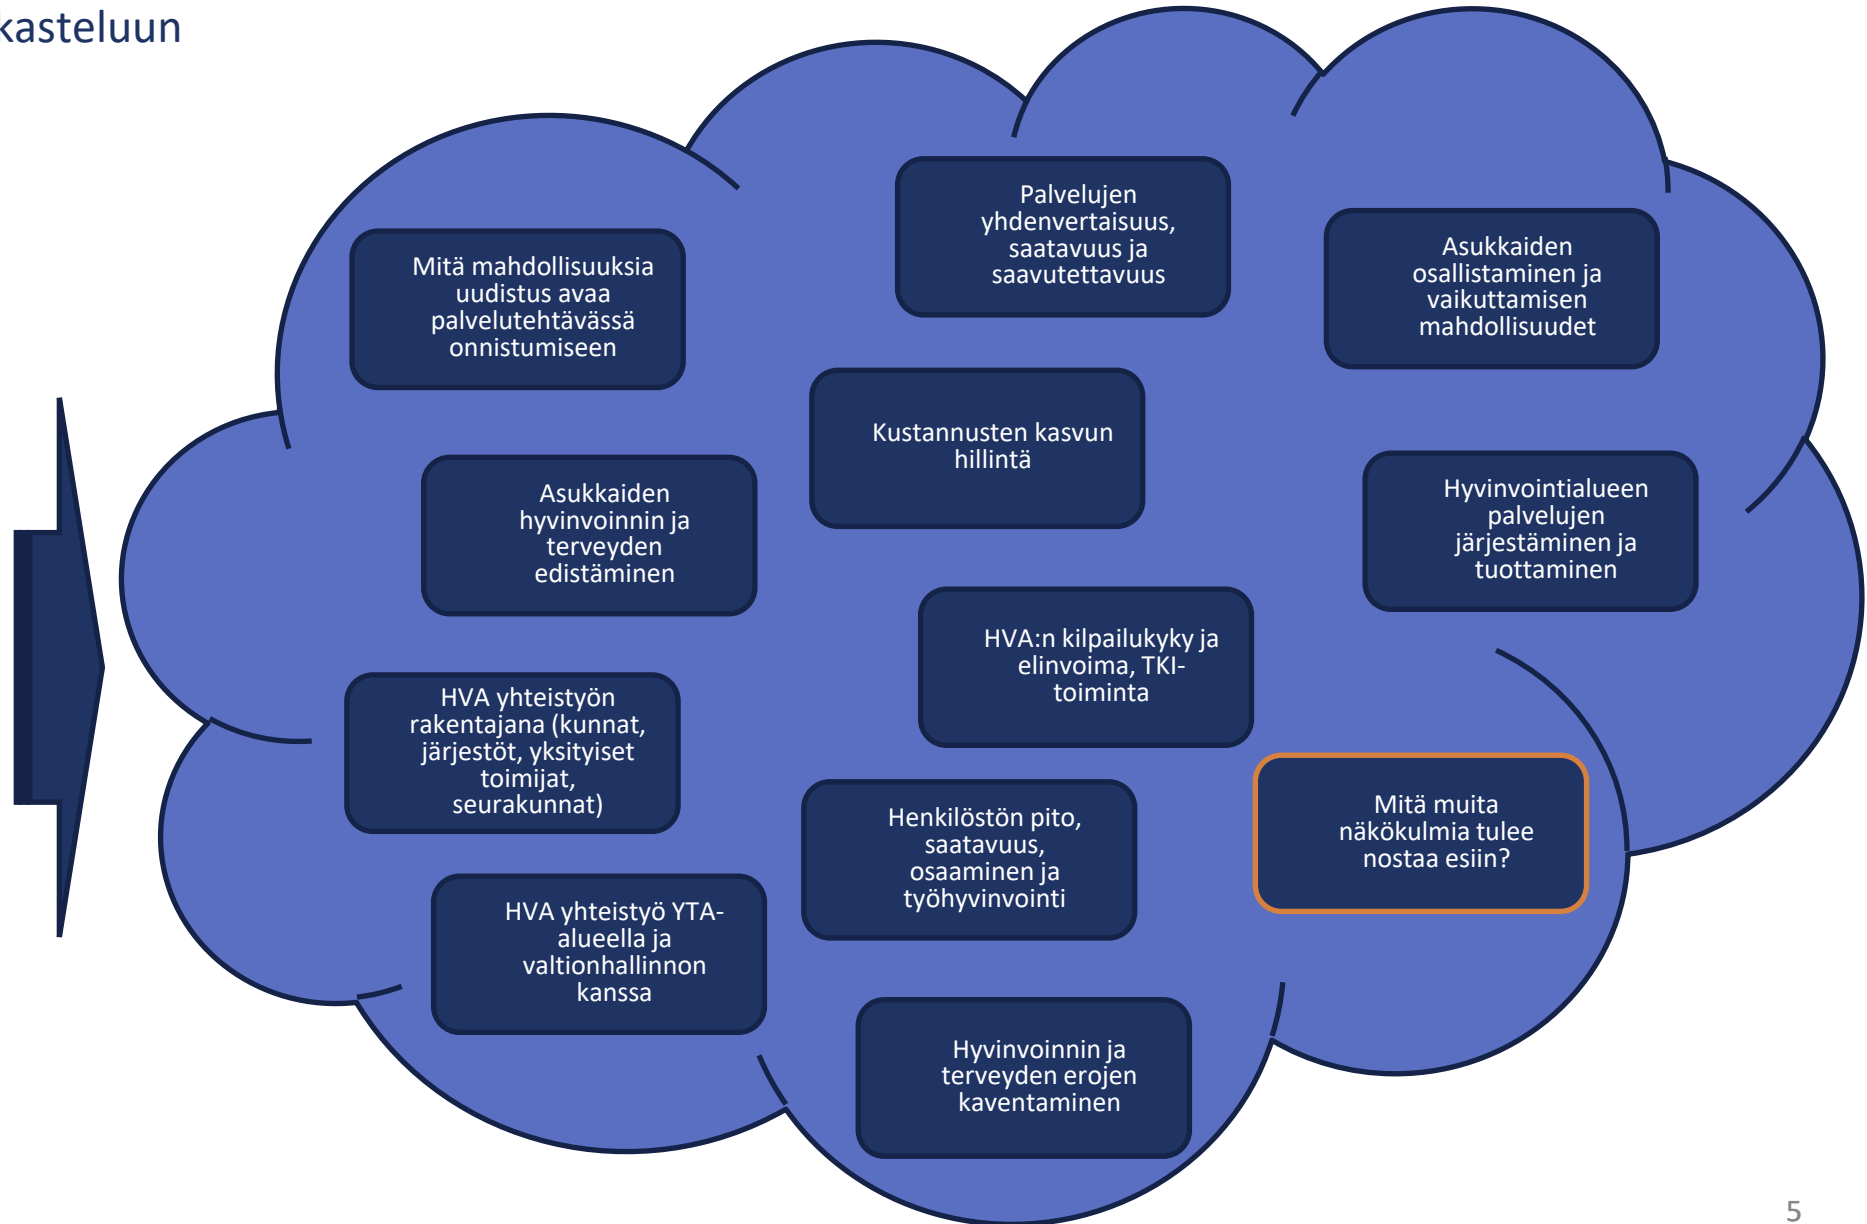 kasteluun
Palvelujen
yhdenvertaisuus,
saatavuus ja
saavutettavuus
Asukkaiden
osallistaminen ja
vaikuttamisen
mahdollisuudet
Mitä mahdollisuuksia
uudistus avaa
palvelutehtävässä
onnistumiseen
Kustannusten kasvun
hillintä
Asukkaiden
hyvinvoinnin ja
terveyden
edistäminen
Hyvinvointialueen
palvelujen
järjestäminen ja
tuottaminen
HVA:n kilpailukyky ja
elinvoima, TKI-
toiminta
HVA yhteistyön
rakentajana (kunnat,
järjestöt, yksityiset
toimijat,
seurakunnat)
Henkilöstön pito,
saatavuus,
osaaminen ja
työhyvinvointi
Mitä muita
näkökulmia tulee
nostaa esiin?
HVA yhteistyö YTA-
alueella ja
valtionhallinnon
kanssa
Hyvinvoinnin ja
terveyden erojen
kaventaminen
5